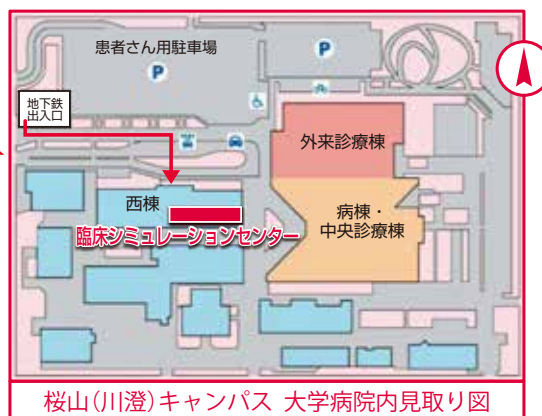 患者さん用駐車場
P
P
地下鉄
出入口
外来診療棟
西棟
病棟・
中央診療棟
臨床シミュレーションセンター
桜山(川澄)キャンパス 大学病院内見取り図